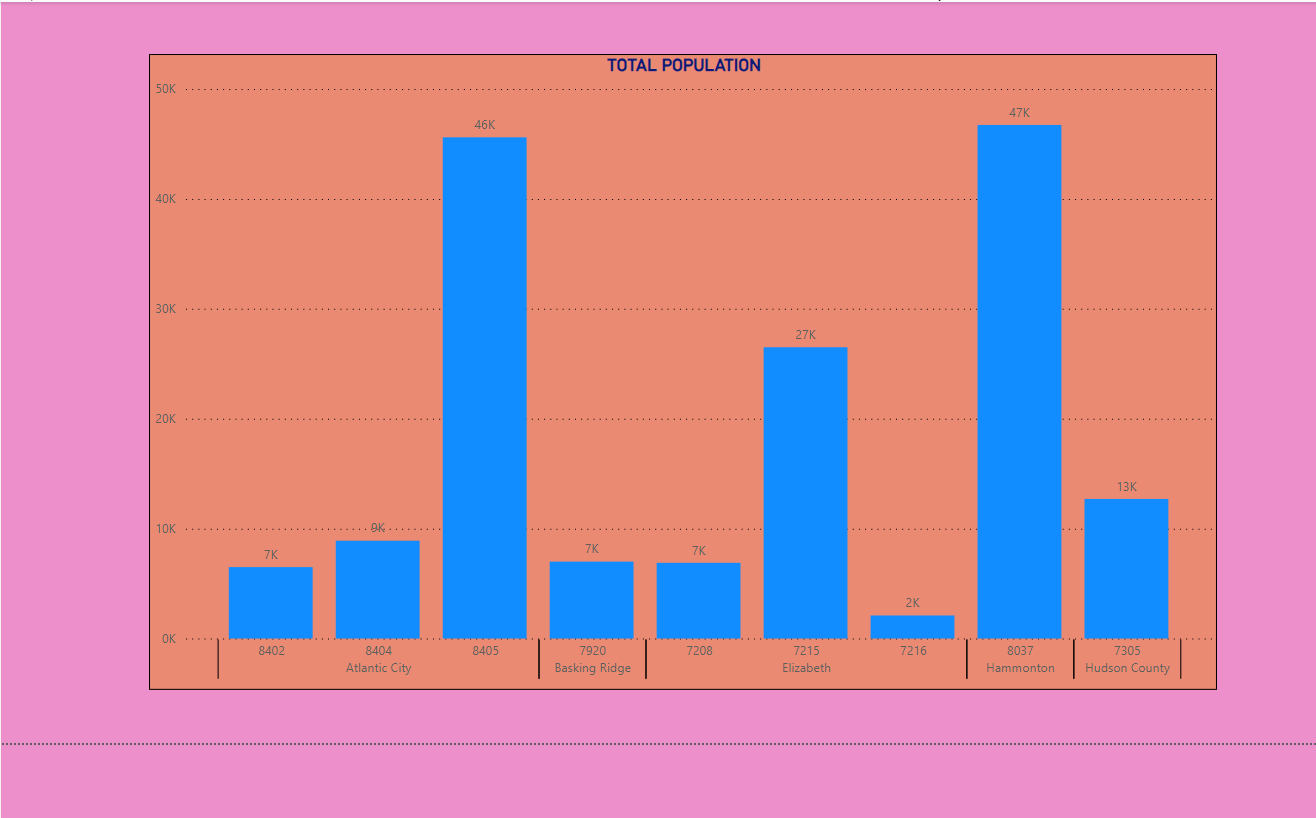 TOTAL POPULATION
50K
40K
30K
20K
10K
0K
7K
9K
46K
7K
7K
27K
2K
47K
13K
8402 8404 8405 7920 7208 7215 7216 8037 7305
Atlantic City Basking Ridge Elizabeth Hammonton Hudson County